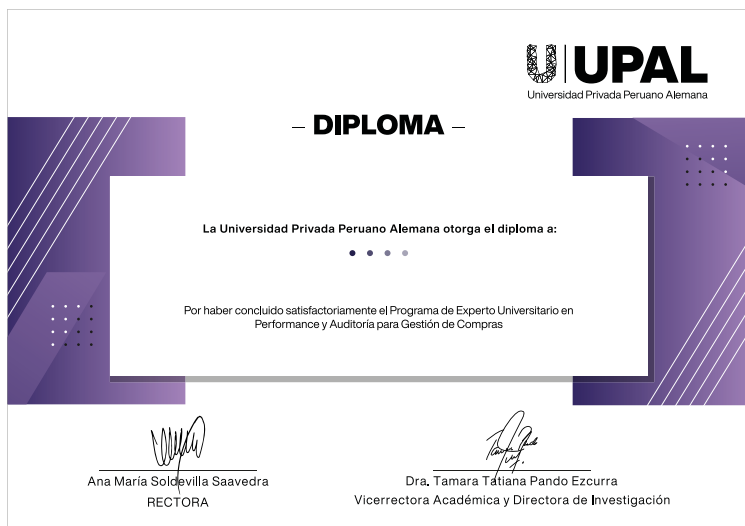 UPAL
Universidad Privada Peruano Alemana
— DIPLOMA —
La Universidad Privada Peruano Alemana otorga el diploma a:
Por haber concluido satisfactoriamente el Programa de Experto Universitario en
Performance y Auditoría para Gestión de Compras
Ana María Soldevilla Saavedra
RECTORA
Dra. Tamara Tatiana Pando Ezcurra
Vicerrectora Académica y Directora de Investigación